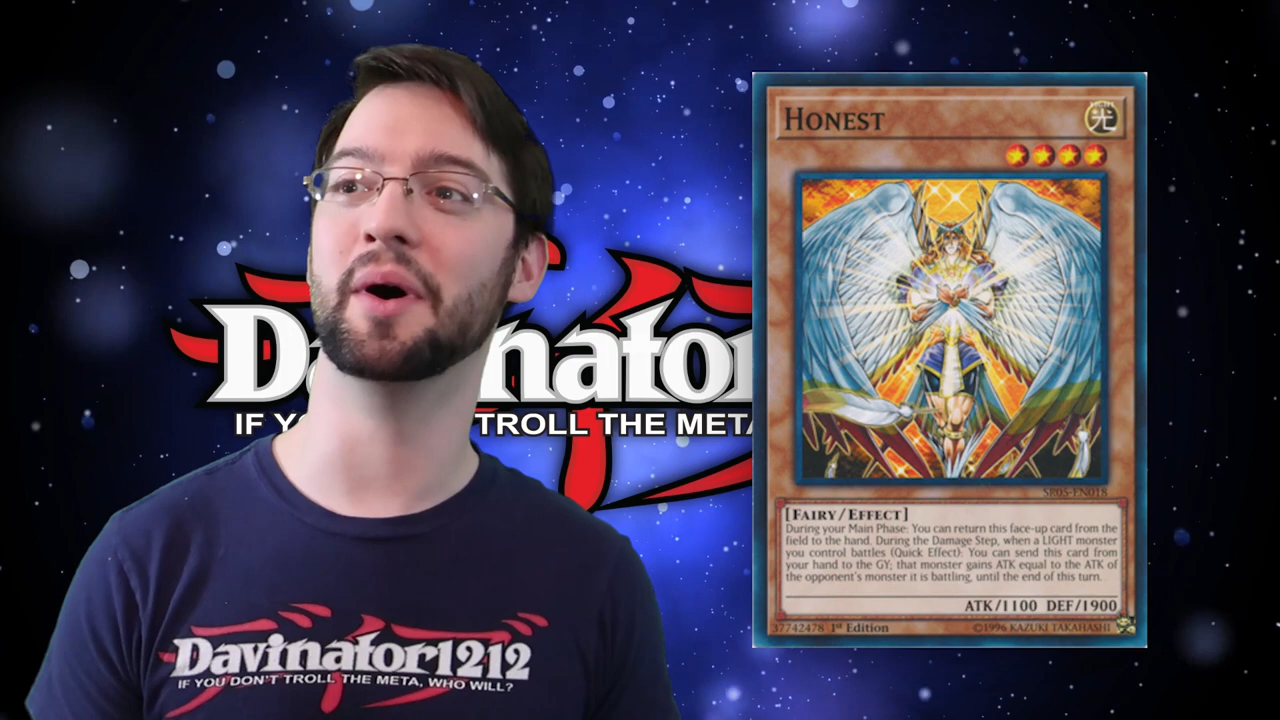 Davinator
IF YO TROLL THE META
Davinator1212
IF YOU DON'T TROLL THE META, WHO WILL?
HONEST
LIGHT
光
SR05-EN018
[FAIRY/EFFECT]
During your Main Phase: You can return this face-up card from the
field to the hand. During the Damage Step, when a LIGHT monster
you control battles (Quick Effect): You can send this card from
your hand to the GY; that monster gains ATK equal to the ATK of
the opponent's monster it is battling, until the end of this turn.
ATK/1100 DEF/1900
37742478 1st Edition
©1996 KAZUKI TAKAHASHI